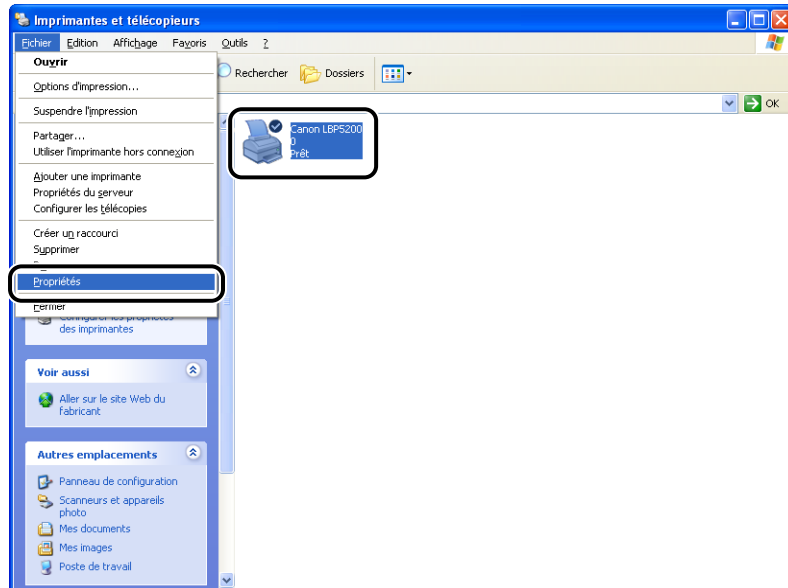 Imprimantes et télécopieurs
Fichier Edition Affichage Favoris Outils ?
Rechercher Dossiers
OK
Ouvrir
Options d'impression...
Suspendre l'impression
Partager...
Utiliser l'imprimante hors connexion
Ajouter une imprimante
Propriétés du serveur
Configurer les télécopies
Créer un raccourci
Supprimer
Propriétés
Fermer
Canon LBP5200
0
Prêt
Configurer les propriétés
des imprimantes
Voir aussi
Aller sur le site Web du
fabricant
Autres emplacements
Panneau de configuration
Scanneurs et appareils
photo
Mes documents
Mes images
Poste de travail